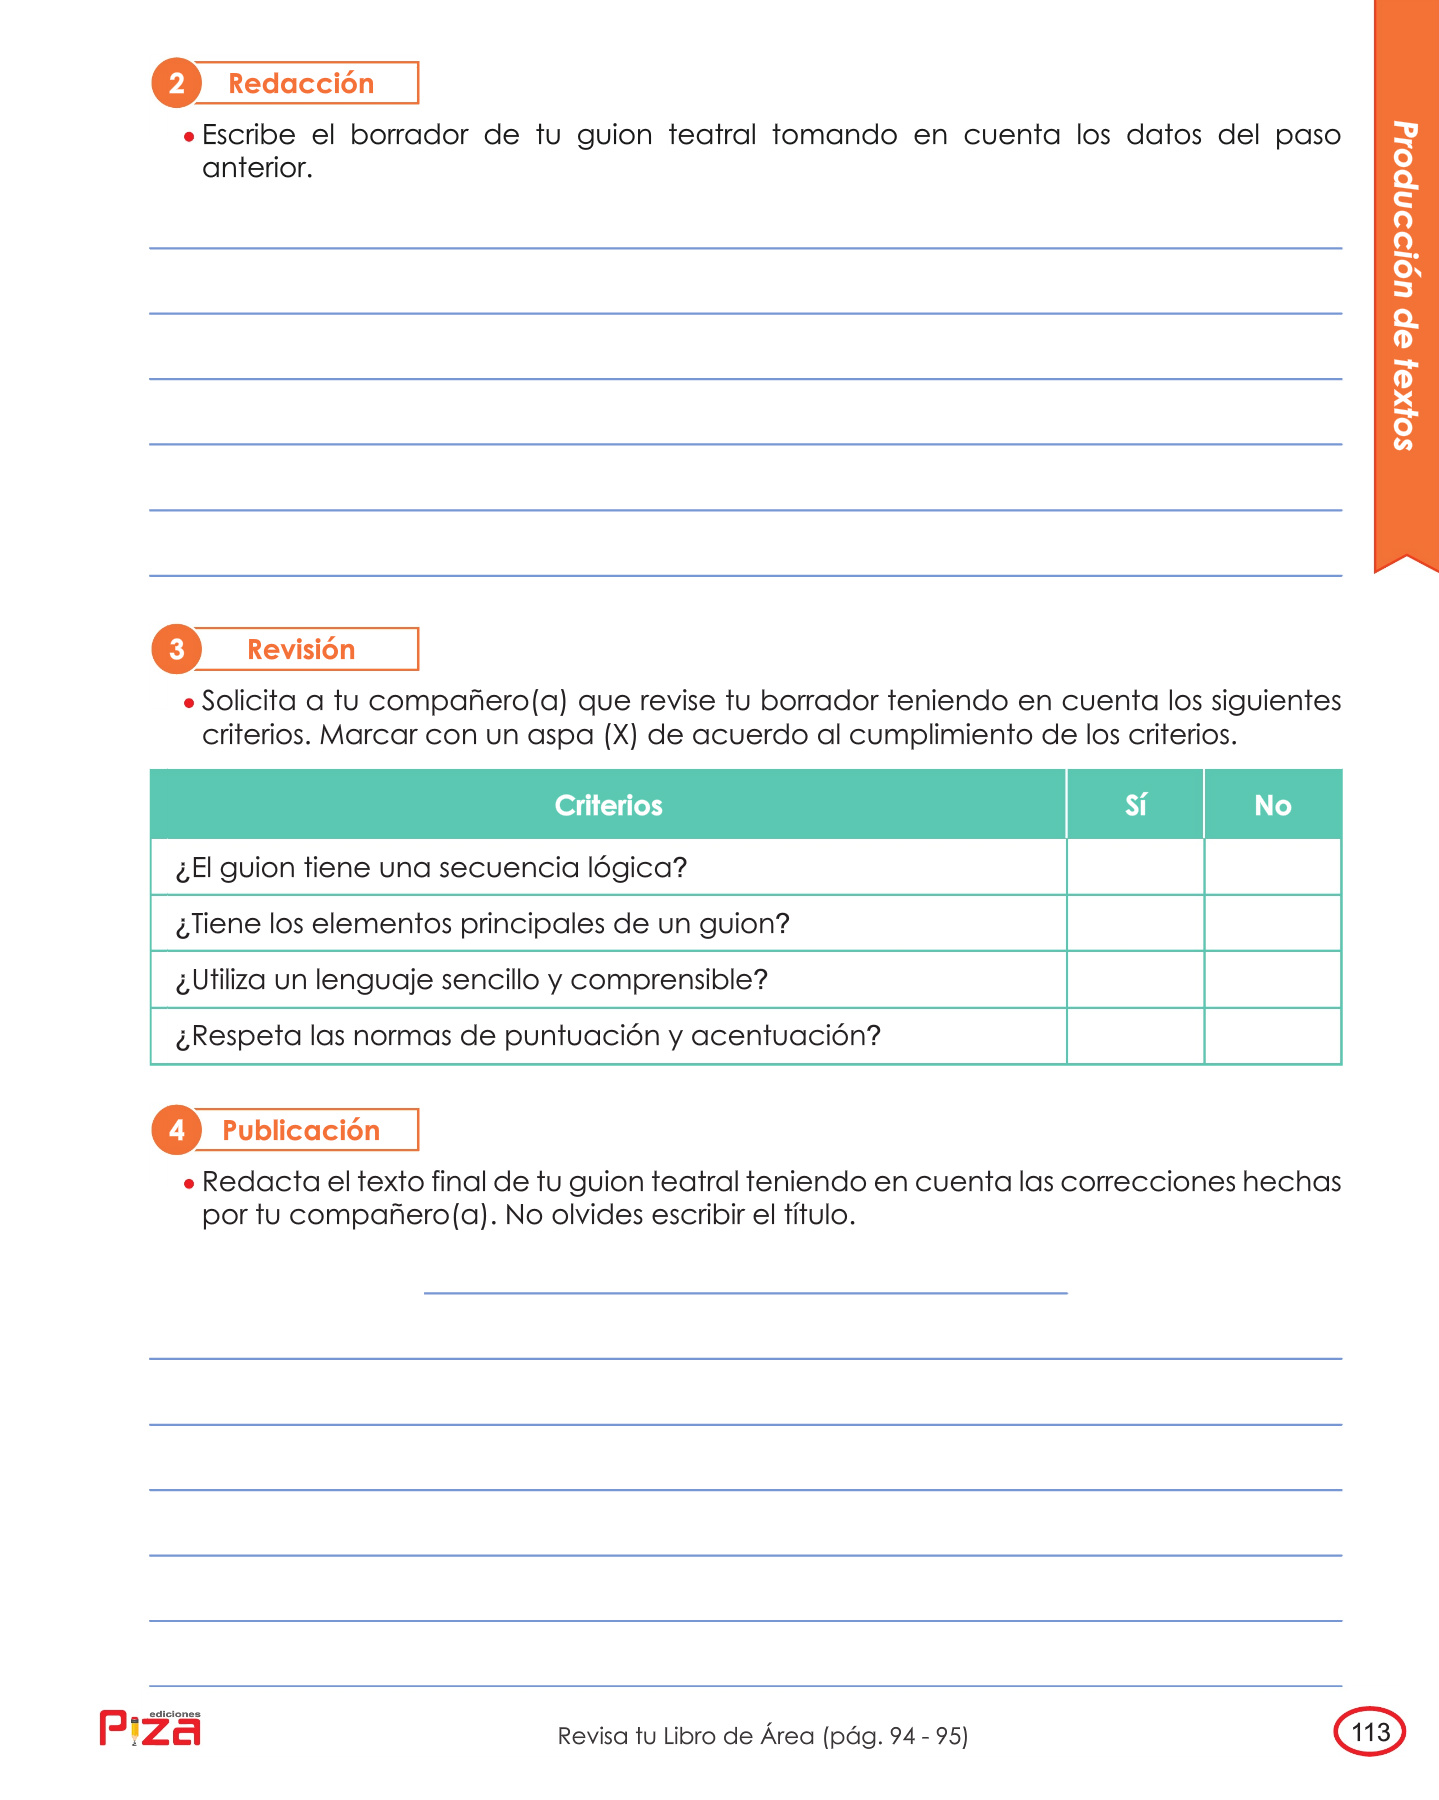 2 Redacción
Escribe el borrador de tu guion teatral tomando en cuenta los datos del paso
anterior.
Producción de textos
3 Revisión
Solicita a tu compañero(a) que revise tu borrador teniendo en cuenta los siguientes
criterios. Marcar con un aspa (X) de acuerdo al cumplimiento de los criterios.
Criterios Sí No
¿El guion tiene una secuencia lógica?
¿Tiene los elementos principales de un guion?
¿Utiliza un lenguaje sencillo y comprensible?
¿Respeta las normas de puntuación y acentuación?
4 Publicación
Redacta el texto final de tu guion teatral teniendo en cuenta las correcciones hechas
por tu compañero(a). No olvides escribir el título.
ediciones
Piza
Revisa tu Libro de Área (pág. 94 - 95)
113